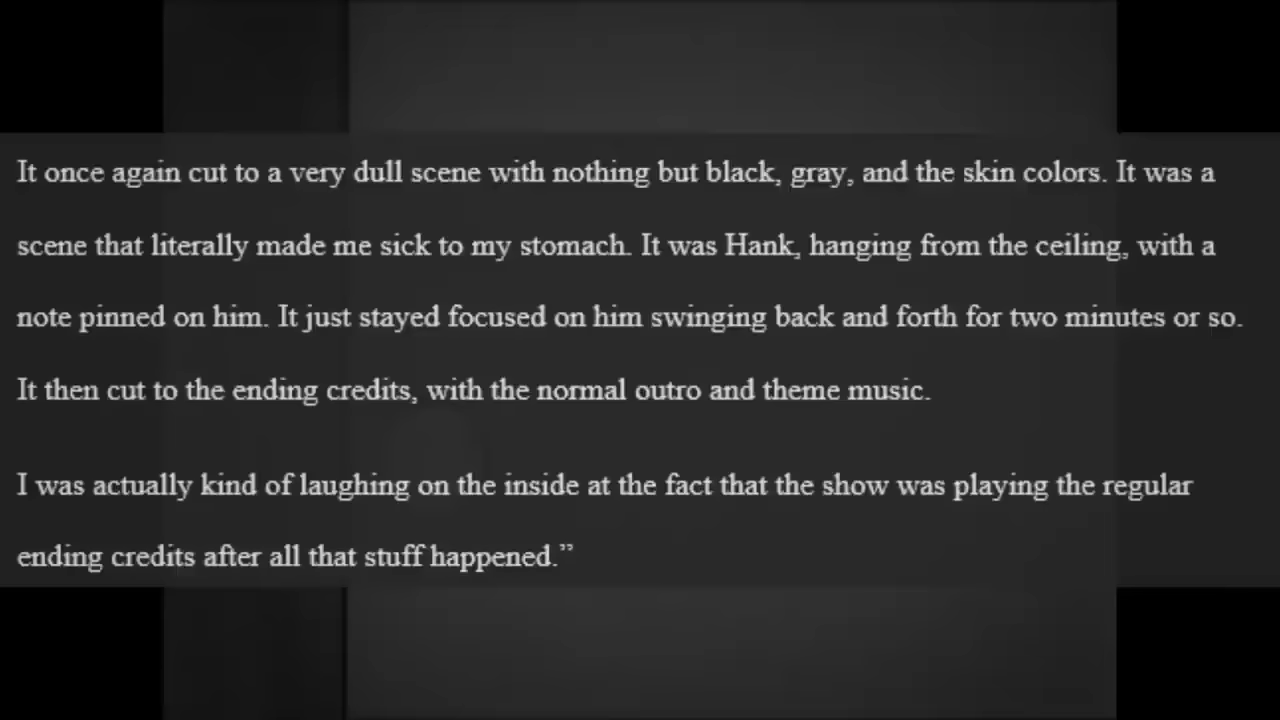 It once again cut to a very dull scene with nothing but black, gray, and the skin colors. It was a
scene that literally made me sick to my stomach. It was Hank, hanging from the ceiling, with a
note pinned on him. It just stayed focused on him swinging back and forth for two minutes or so.
It then cut to the ending credits, with the normal outro and theme music.
I was actually kind of laughing on the inside at the fact that the show was playing the regular
ending credits after all that stuff happened.”